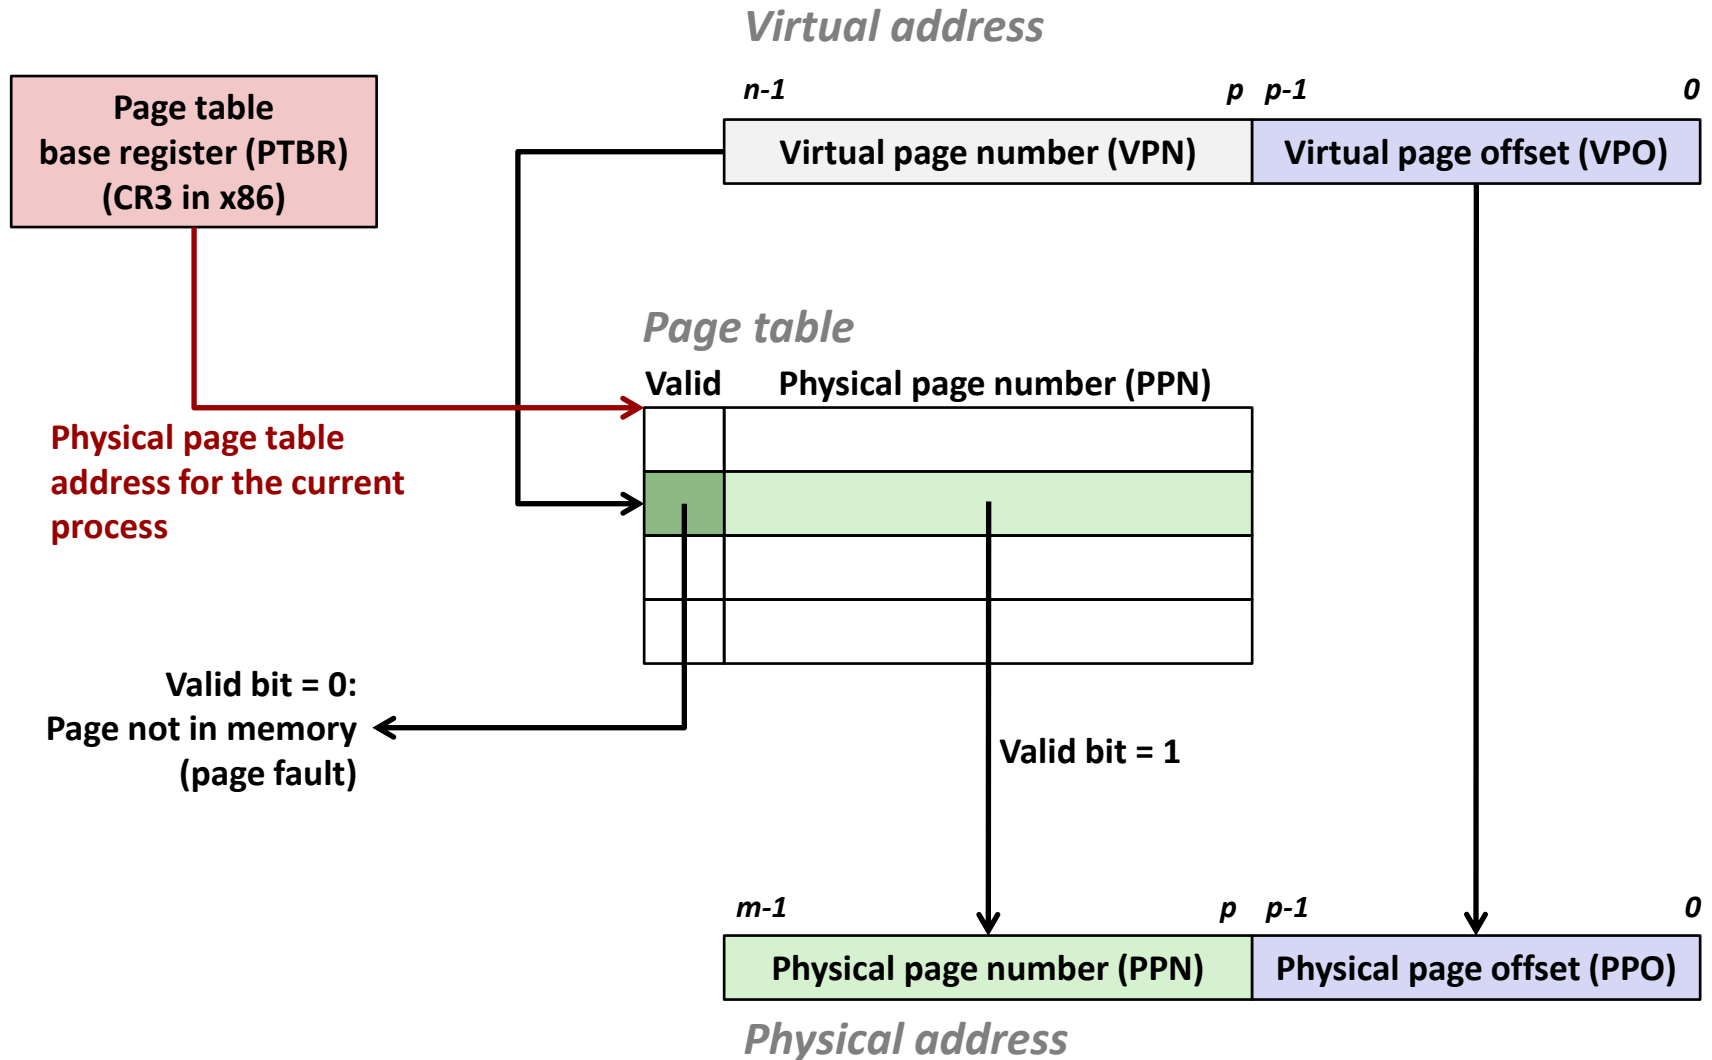 Virtual address
n-1 p p-1 0
Page table
base register (PTBR)
(CR3 in x86)
Virtual page number (VPN) Virtual page offset (VPO)
Page table
Valid Physical page number (PPN)
Physical page table
address for the current
process
Valid bit = 0:
Page not in memory
(page fault)
Valid bit = 1
m-1 p p-1 0
Physical page number (PPN) Physical page offset (PPO)
Physical address